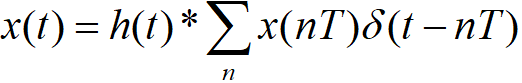 x(t) = h(t) * ∑ₙ x(nT)δ(t − nT)